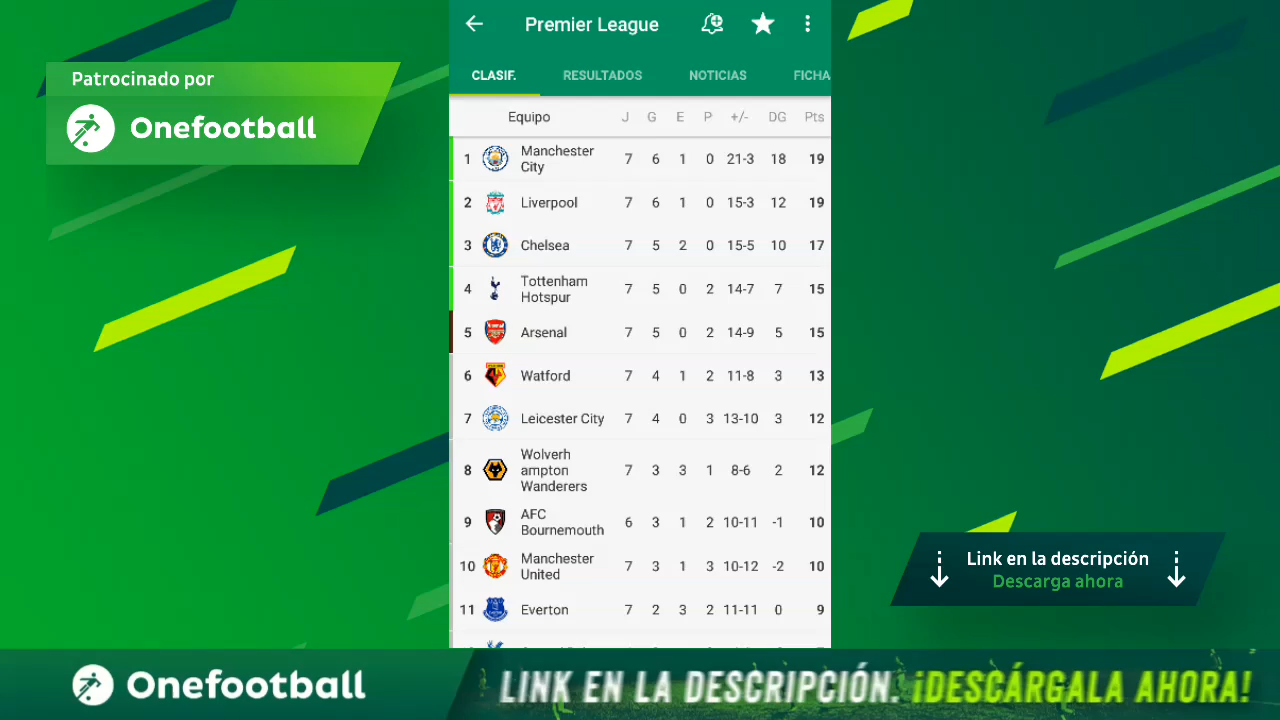 Patrocinado por
Onefootball
Premier League
CLASIF. RESULTADOS NOTICIAS FICHA
Equipo J G E P +/- DG Pts
1 Manchester City 7 6 1 0 21-3 18 19
2 Liverpool 7 6 1 0 15-3 12 19
3 Chelsea 7 5 2 0 15-5 10 17
4 Tottenham Hotspur 7 5 0 2 14-7 7 15
5 Arsenal 7 5 0 2 14-9 5 15
6 Watford 7 4 1 2 11-8 3 13
7 Leicester City 7 4 0 3 13-10 3 12
8 Wolverh ampton Wanderers 7 3 3 1 8-6 2 12
9 AFC Bournemouth 6 3 1 2 10-11 -1 10
10 Manchester United 7 3 1 3 10-12 -2 10
11 Everton 7 2 3 2 11-11 0 9
Link en la descripción
Descarga ahora
Onefootball
LINK EN LA DESCRIPCIÓN. ¡DESCÁRGALA AHORA!